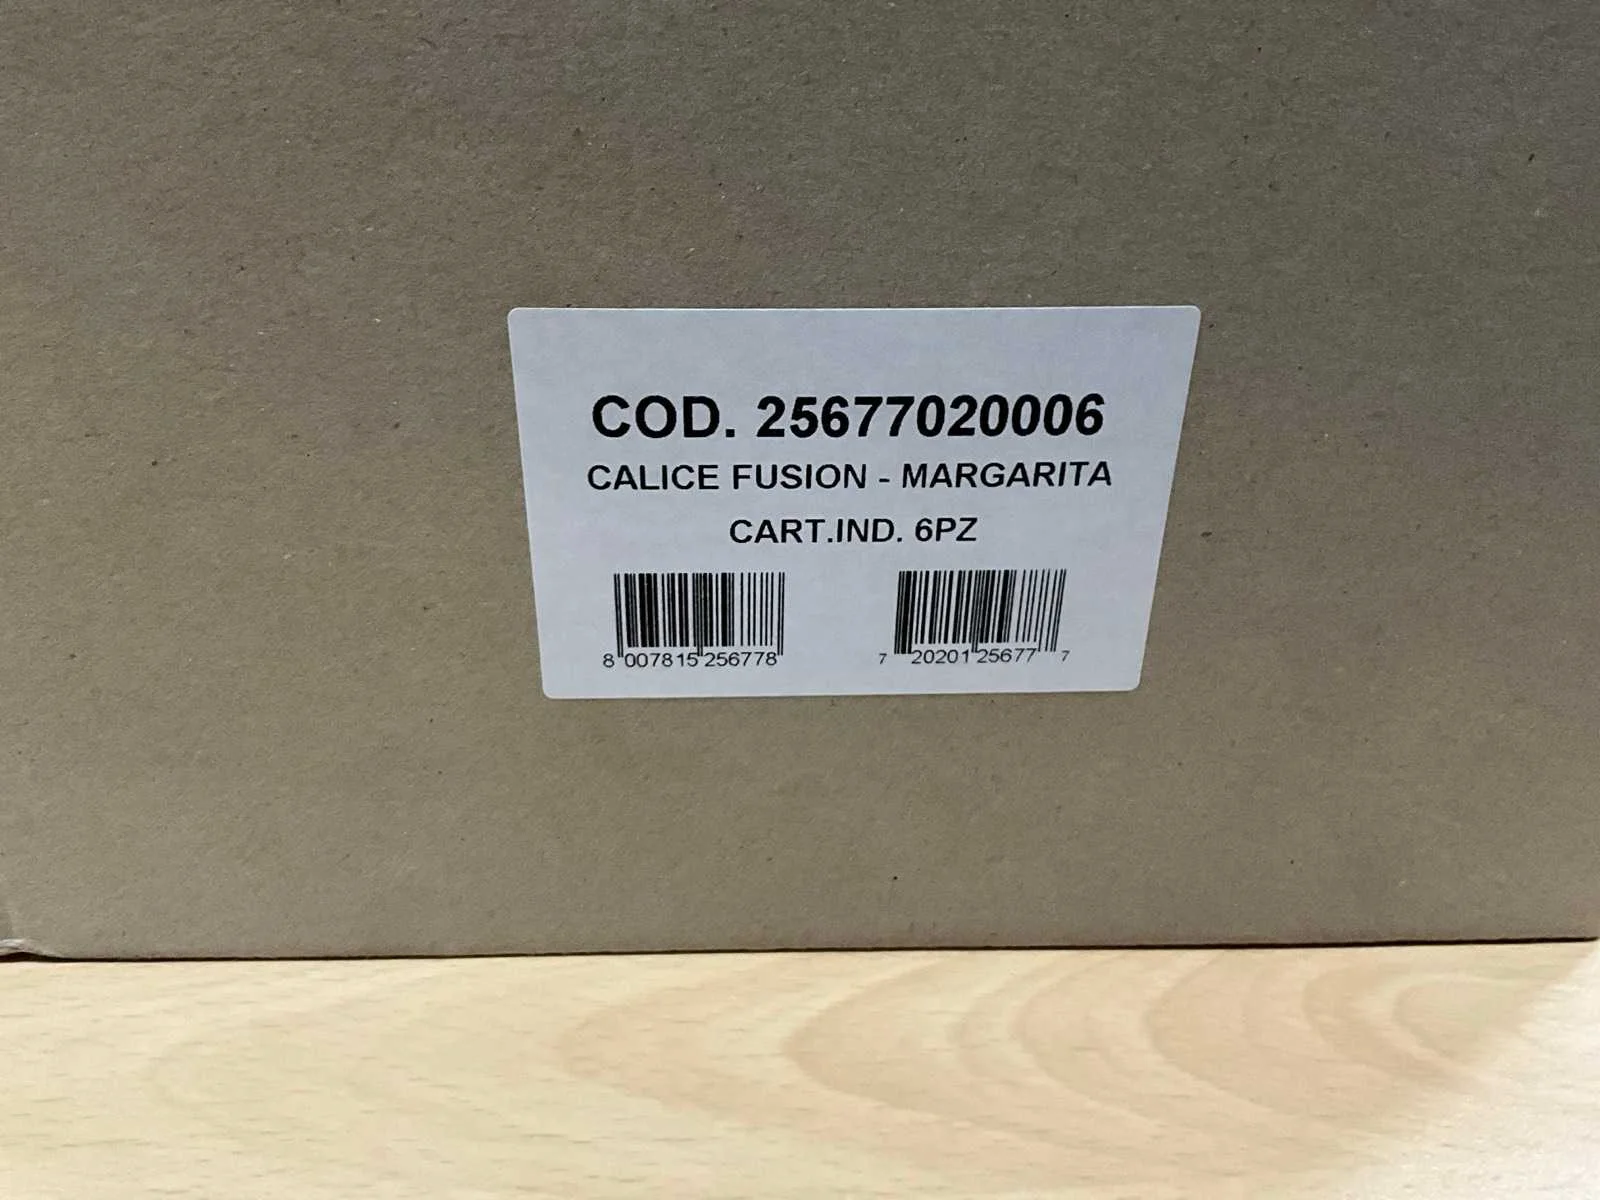 COD. 25677020006
CALICE FUSION - MARGARITA
CART.IND. 6PZ
8 007815 256778
7 20201 25677 7